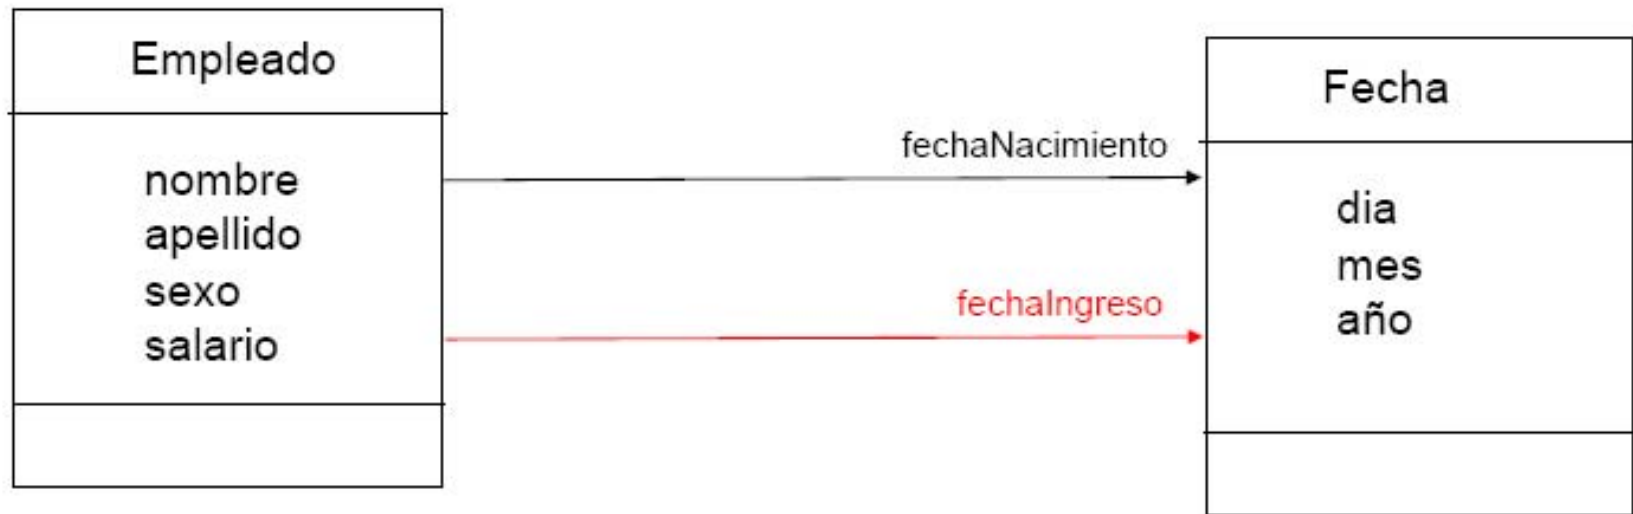 Empleado
nombre
apellido
sexo
salario
fechaNacimiento
fechaIngreso
Fecha
dia
mes
año